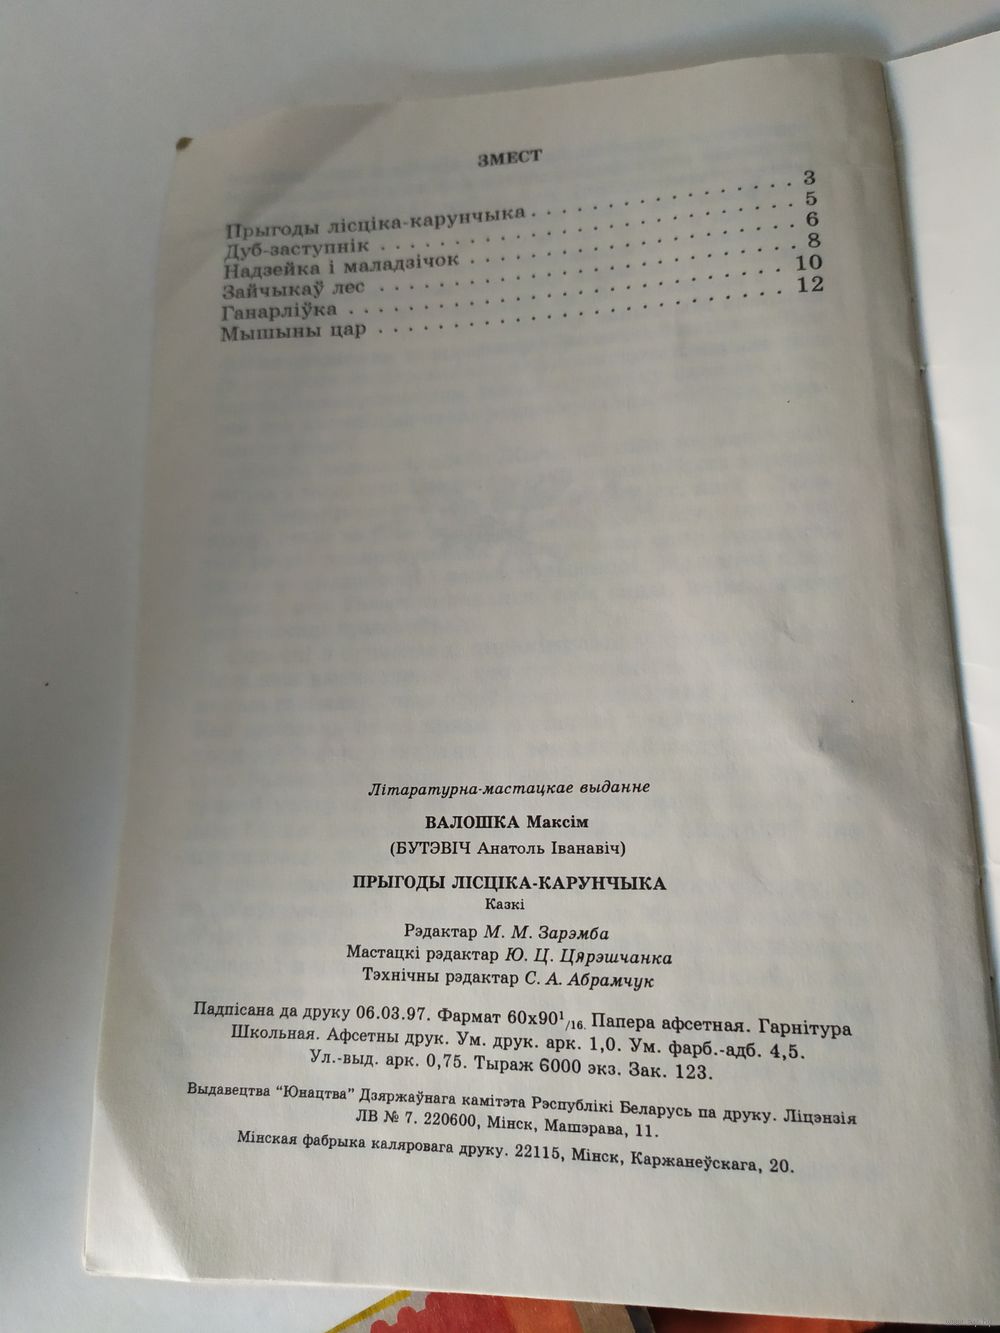 ЗМЕСТ
Прыгоды лісціка-карунчыка . . . . . . . . . . . . . . . 3
Дуб-заступнік . . . . . . . . . . . . . . . . . . . . . . 5
Надзейка і маладзічок . . . . . . . . . . . . . . . . . . 6
Зайчыкаў лес . . . . . . . . . . . . . . . . . . . . . . 8
Ганарліўка . . . . . . . . . . . . . . . . . . . . . . . 10
Мышыны цар . . . . . . . . . . . . . . . . . . . . . . 12
Літаратурна-мастацкае выданне
ВАЛОШКА Максім
(БУТЭВІЧ Анатоль Іванавіч)
ПРЫГОДЫ ЛІСЦІКА-КАРУНЧЫКА
Казкі
Рэдактар М. М. Зарэмба
Мастацкі рэдактар Ю. Ц. Цярэшчанка
Тэхнічны рэдактар С. А. Абрамчук
Падпісана да друку 06.03.97. Фармат 60х90¹/₁₆. Папера афсетная. Гарнітура
Школьная. Афсетны друк. Ум. друк. арк. 1,0. Ум. фарб.-адб. 4,5.
Ул.-выд. арк. 0,75. Тыраж 6000 экз. Зак. 123.
Выдавецтва “Юнацтва” Дзяржаўнага камітэта Рэспублікі Беларусь па друку. Ліцэнзія
ЛВ № 7. 220600, Мінск, Машэрава, 11.
Мінская фабрыка каляровага друку. 22115, Мінск, Каржанеўскага, 20.